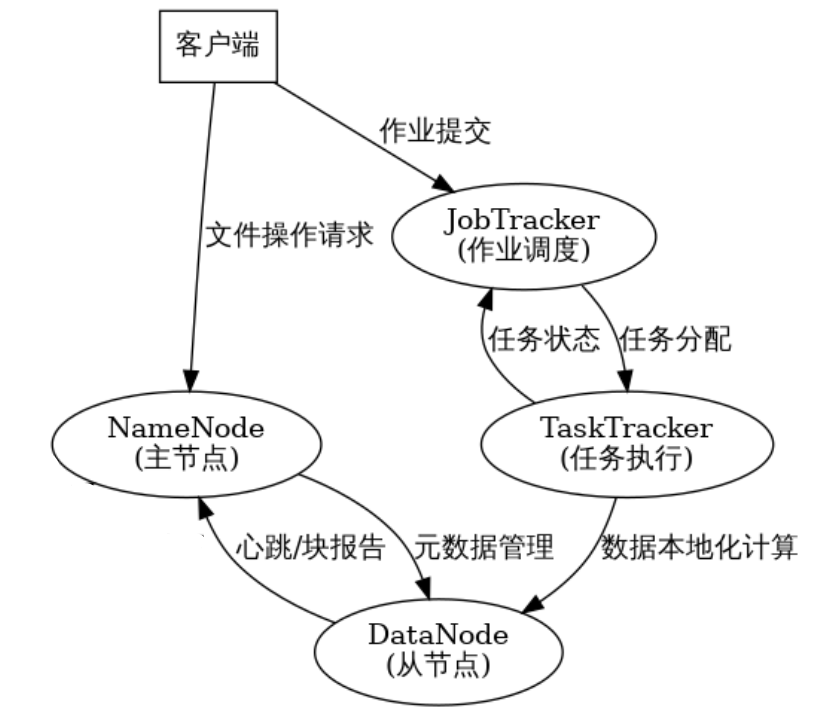 客户端
作业提交
JobTracker
(作业调度)
文件操作请求
任务状态
任务分配
NameNode
(主节点)
TaskTracker
(任务执行)
心跳/块报告
元数据管理
数据本地化计算
DataNode
(从节点)